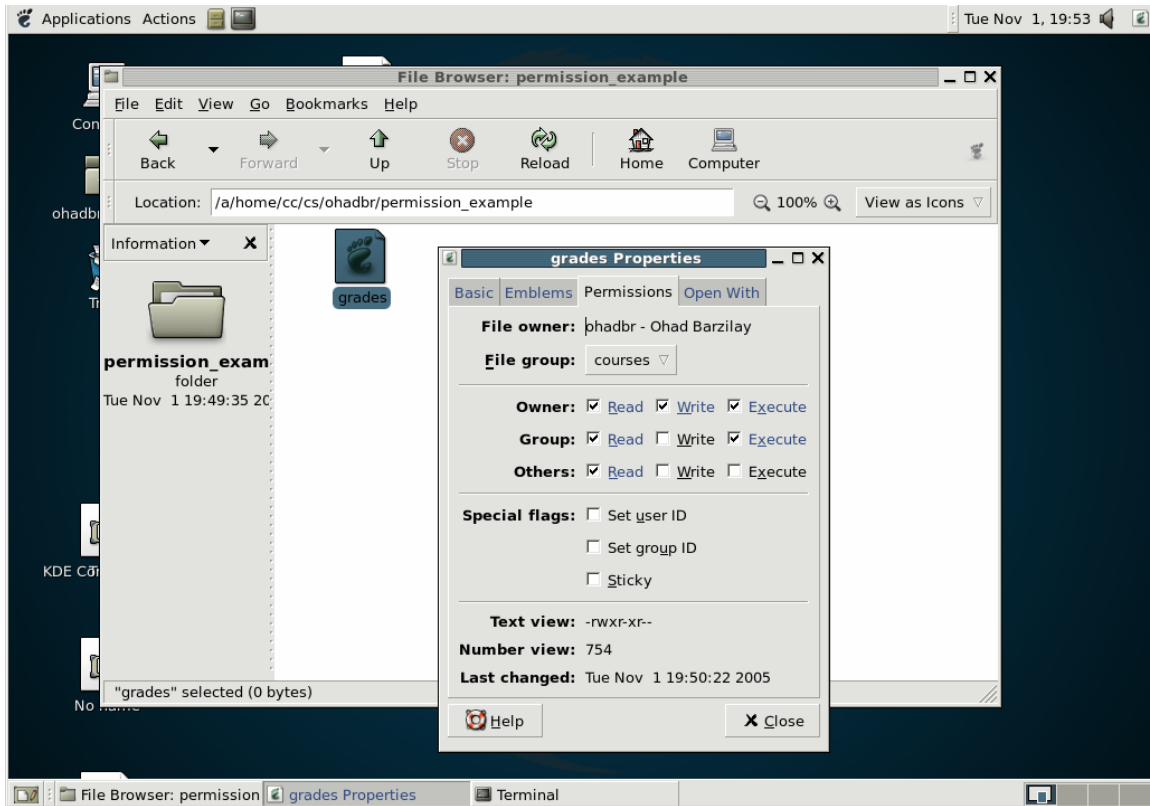 Applications Actions Tue Nov 1, 19:53
File Browser: permission_example
File Edit View Go Bookmarks Help
Back Forward Up Stop Reload Home Computer
Location: /a/home/cc/cs/ohadbr/permission_example 100% View as Icons
Information
permission_exam
folder
Tue Nov 1 19:49:35 20
grades
"grades" selected (0 bytes)
grades Properties
Basic Emblems Permissions Open With
File owner: ohadbr - Ohad Barzilay
File group: courses
Owner: Read Write Execute
Group: Read Write Execute
Others: Read Write Execute
Special flags: Set user ID
Set group ID
Sticky
Text view: -rwxr-xr--
Number view: 754
Last changed: Tue Nov 1 19:50:22 2005
Help Close
Con
ohadbr
Tr
KDE Co
No name
File Browser: permission grades Properties Terminal